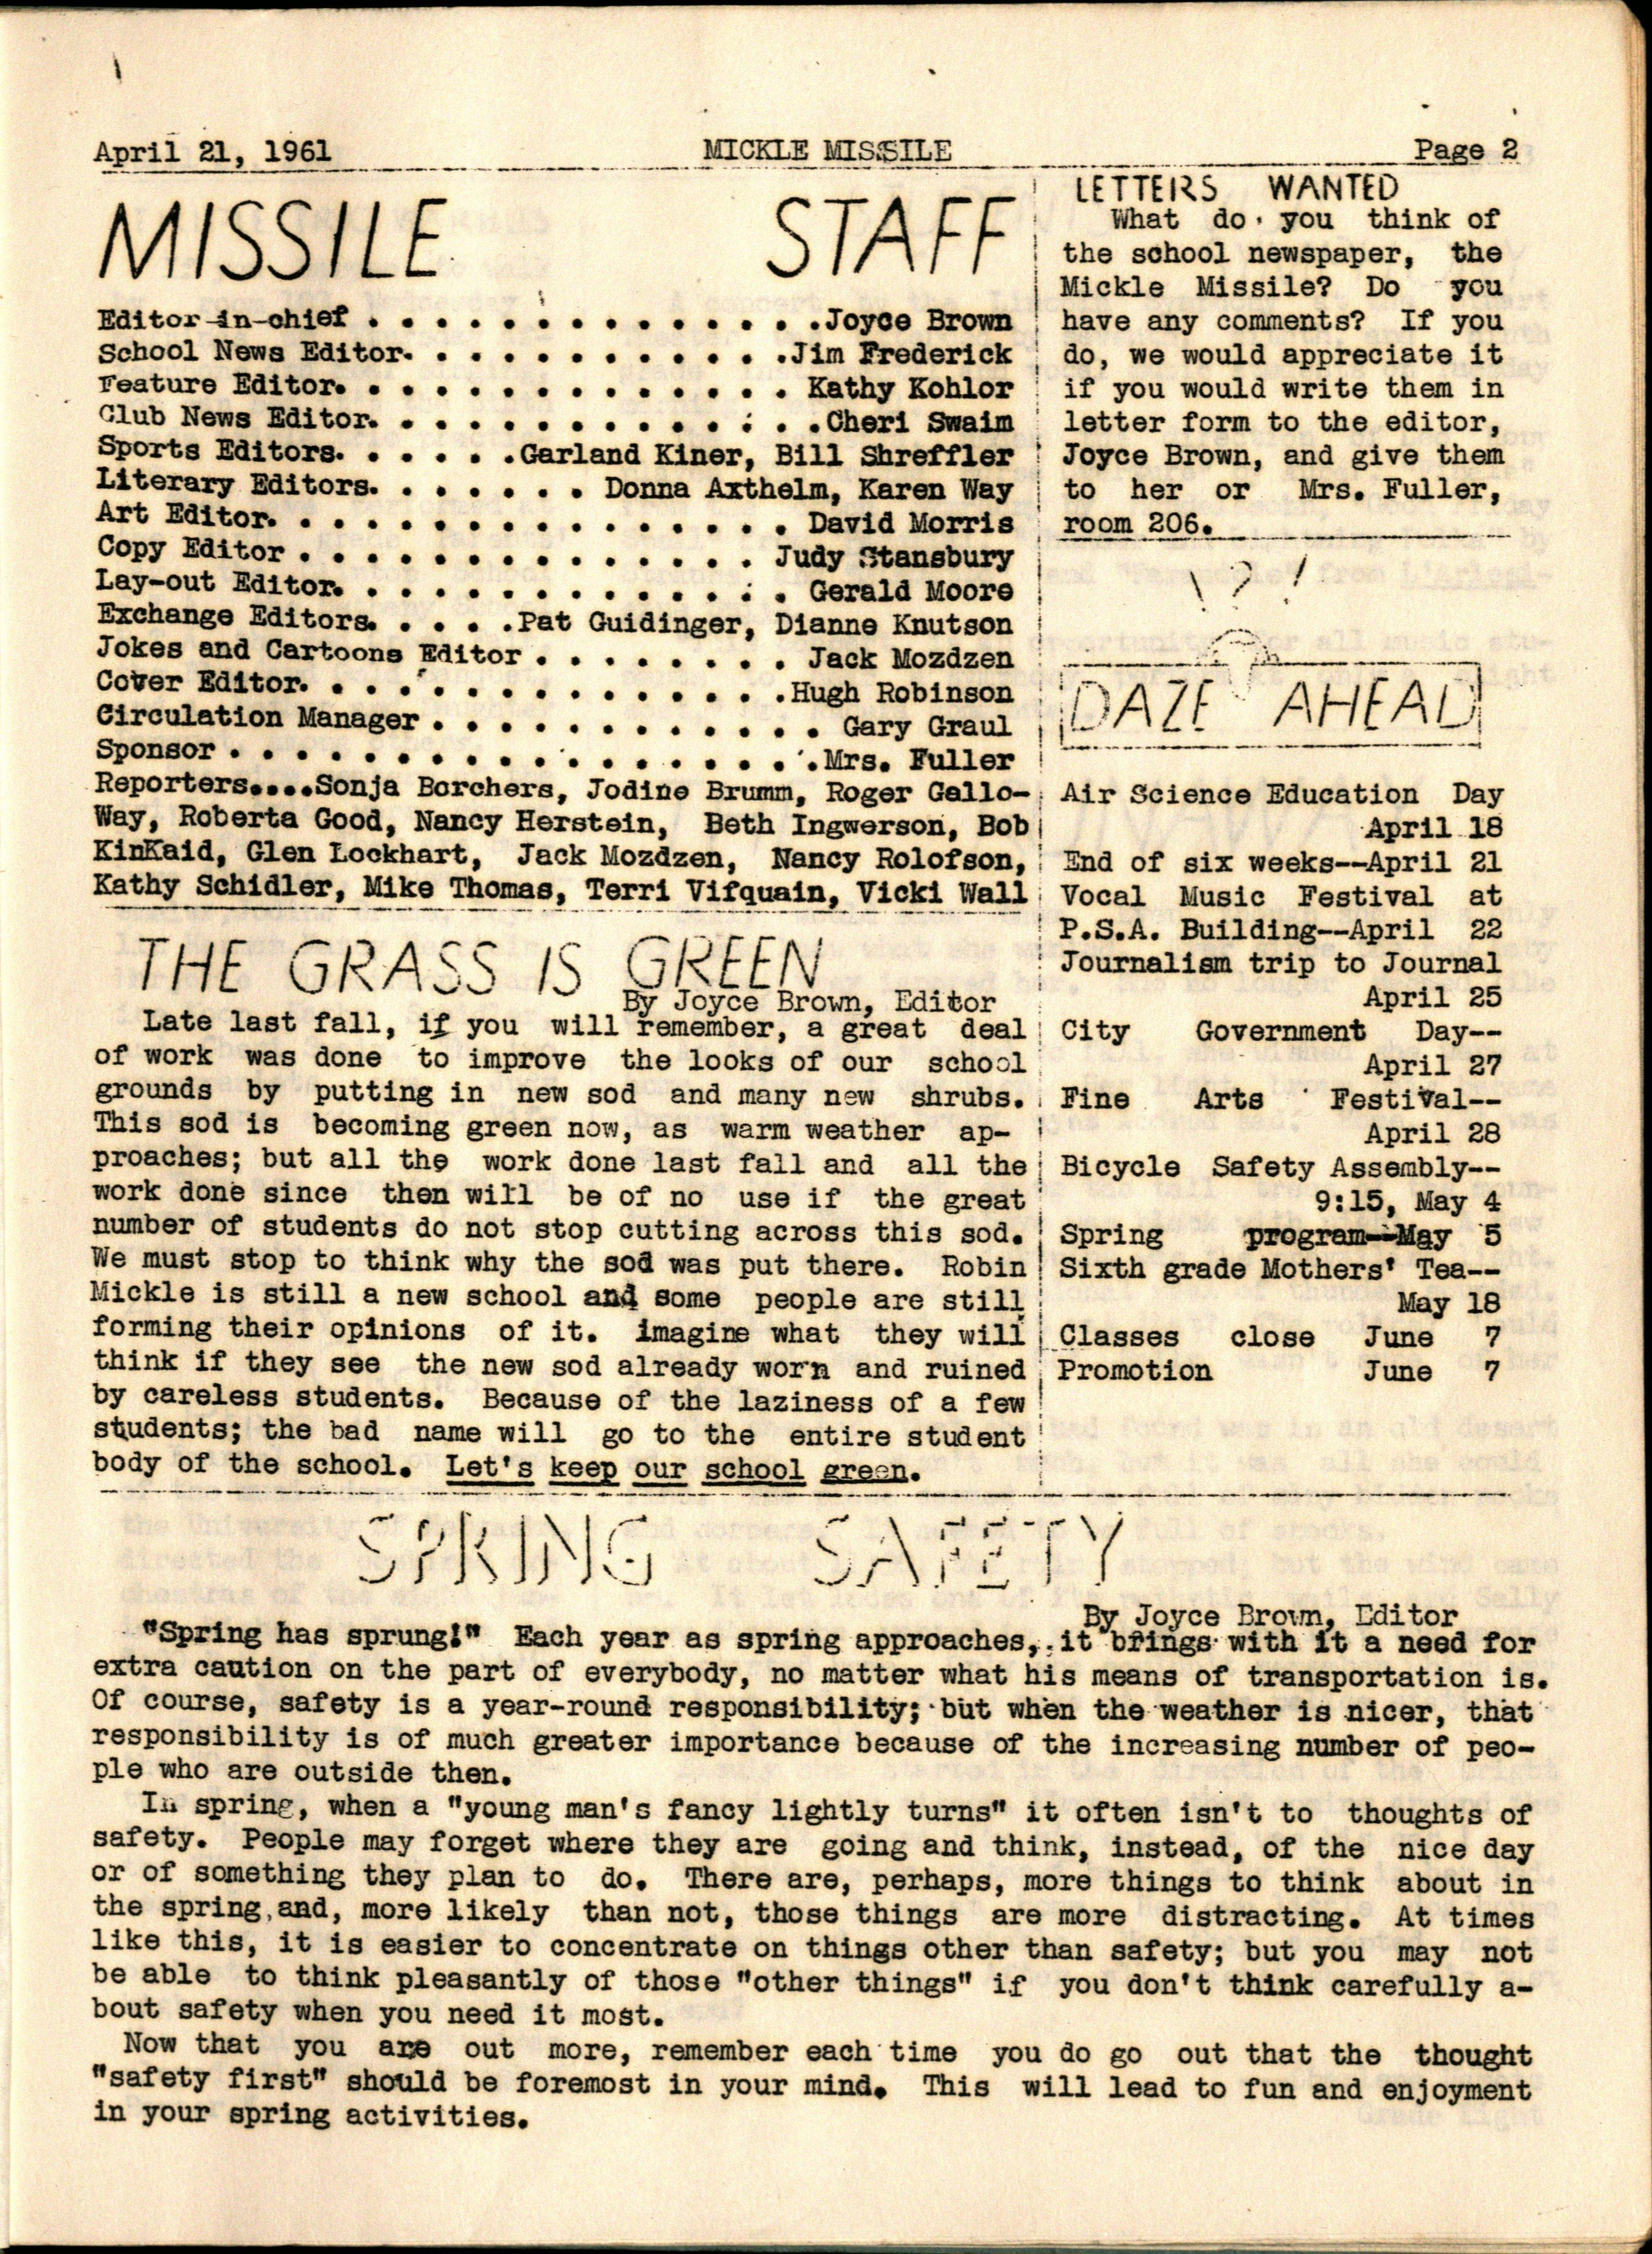 April 21, 1961 MICKLE MISSILE Page 2
MISSILE STAFF
Editor-in-chief . . . . . . . . . . . . . .Joyce Brown
School News Editor. . . . . . . . . . . .Jim Frederick
Feature Editor. . . . . . . . . . . . . . Kathy Kohlor
Club News Editor. . . . . . . . . . . . . .Cheri Swaim
Sports Editors. . . . . .Garland Kiner, Bill Shreffler
Literary Editors. . . . . . . Donna Axthelm, Karen Way
Art Editor. . . . . . . . . . . . . . . . David Morris
Copy Editor . . . . . . . . . . . . . . Judy Stansbury
Lay-out Editor. . . . . . . . . . . . . . Gerald Moore
Exchange Editors. . . . .Pat Guidinger, Dianne Knutson
Jokes and Cartoons Editor . . . . . . . . Jack Mozdzen
Cover Editor. . . . . . . . . . . . . . .Hugh Robinson
Circulation Manager . . . . . . . . . . . . Gary Graul
Sponsor . . . . . . . . . . . . . . . . . .Mrs. Fuller
Reporters....Sonja Borchers, Jodine Brumm, Roger Gallo-
Way, Roberta Good, Nancy Herstein, Beth Ingwerson, Bob
KinKaid, Glen Lockhart, Jack Mozdzen, Nancy Rolofson,
Kathy Schidler, Mike Thomas, Terri Vifquain, Vicki Wall
THE GRASS IS GREEN
By Joyce Brown, Editor
Late last fall, if you will remember, a great deal
of work was done to improve the looks of our school
grounds by putting in new sod and many new shrubs.
This sod is becoming green now, as warm weather ap-
proaches; but all the work done last fall and all the
work done since then will be of no use if the great
number of students do not stop cutting across this sod.
We must stop to think why the sod was put there. Robin
Mickle is still a new school and some people are still
forming their opinions of it. imagine what they will
think if they see the new sod already worn and ruined
by careless students. Because of the laziness of a few
students; the bad name will go to the entire student
body of the school. Let's keep our school green.
LETTERS WANTED
What do you think of
the school newspaper, the
Mickle Missile? Do you
have any comments? If you
do, we would appreciate it
if you would write them in
letter form to the editor,
Joyce Brown, and give them
to her or Mrs. Fuller,
room 206.
\ ? !
DAZE AHEAD
Air Science Education Day
April 18
End of six weeks--April 21
Vocal Music Festival at
P.S.A. Building--April 22
Journalism trip to Journal
April 25
City Government Day--
April 27
Fine Arts Festival--
April 28
Bicycle Safety Assembly--
9:15, May 4
Spring program--May 5
Sixth grade Mothers' Tea--
May 18
Classes close June 7
Promotion June 7
SPRING SAFETY
By Joyce Brown, Editor
"Spring has sprung!" Each year as spring approaches, it brings with it a need for
extra caution on the part of everybody, no matter what his means of transportation is.
Of course, safety is a year-round responsibility; but when the weather is nicer, that
responsibility is of much greater importance because of the increasing number of peo-
ple who are outside then.
In spring, when a "young man's fancy lightly turns" it often isn't to thoughts of
safety. People may forget where they are going and think, instead, of the nice day
or of something they plan to do. There are, perhaps, more things to think about in
the spring,and, more likely than not, those things are more distracting. At times
like this, it is easier to concentrate on things other than safety; but you may not
be able to think pleasantly of those "other things" if you don't think carefully a-
bout safety when you need it most.
Now that you are out more, remember each time you do go out that the thought
"safety first" should be foremost in your mind. This will lead to fun and enjoyment
in your spring activities.